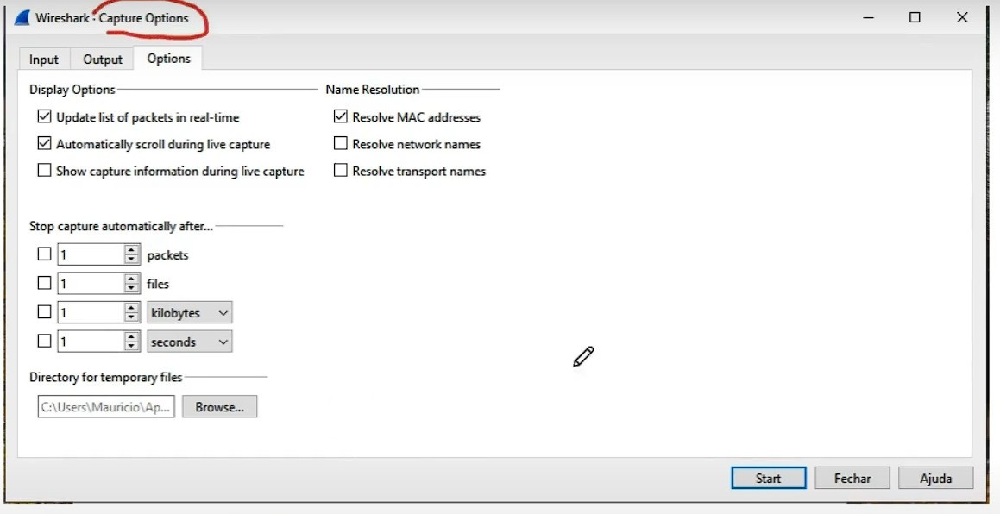 Wireshark · Capture Options
Input Output Options
Display Options
Update list of packets in real-time
Automatically scroll during live capture
Show capture information during live capture
Name Resolution
Resolve MAC addresses
Resolve network names
Resolve transport names
Stop capture automatically after...
1 packets
1 files
1 kilobytes
1 seconds
Directory for temporary files
C:\Users\Mauricio\Ap... Browse...
Start Fechar Ajuda